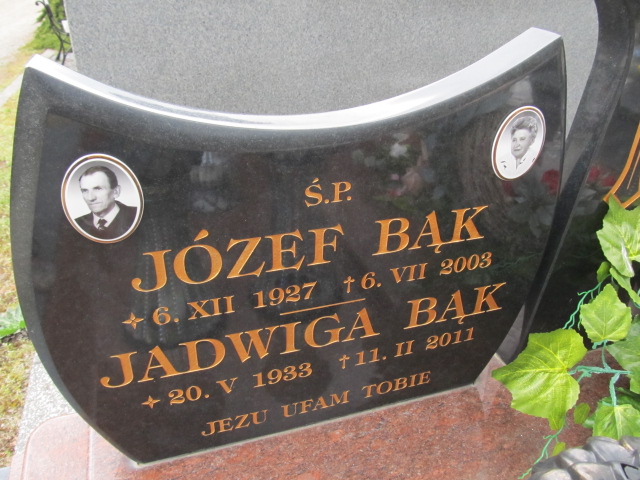 Ś.P.
JÓZEF BĄK
✦ 6. XII 1927 † 6. VII 2003
JADWIGA BĄK
✦ 20. V 1933 † 11. II 2011
JEZU UFAM TOBIE